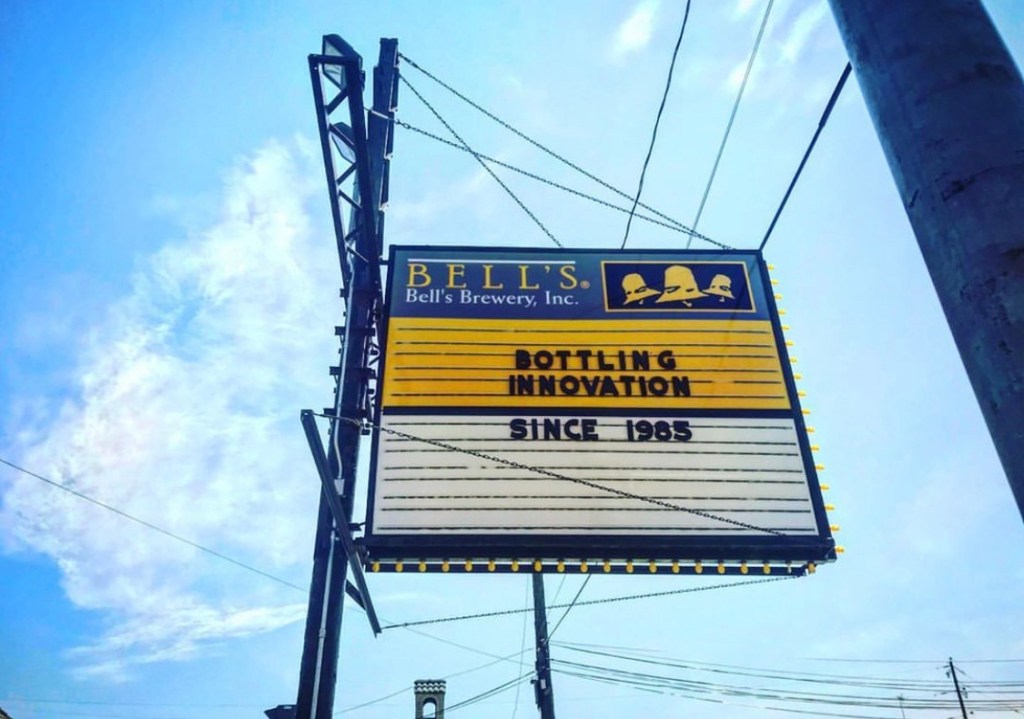 BELL'S®
Bell's Brewery, Inc.
BOTTLING
INNOVATION
SINCE 1985